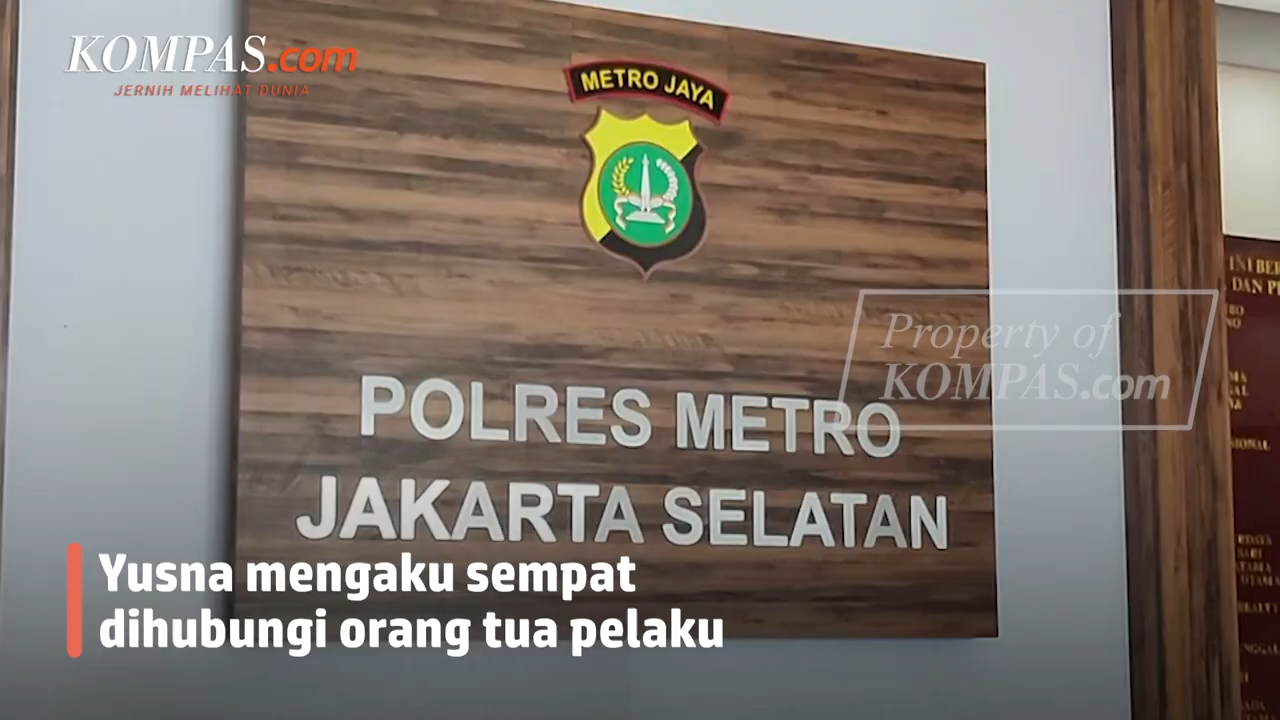 KOMPAS.com
JERNIH MELIHAT DUNIA
METRO JAYA
Property of
KOMPAS.com
POLRES METRO
JAKARTA SELATAN
Yusna mengaku sempat
dihubungi orang tua pelaku